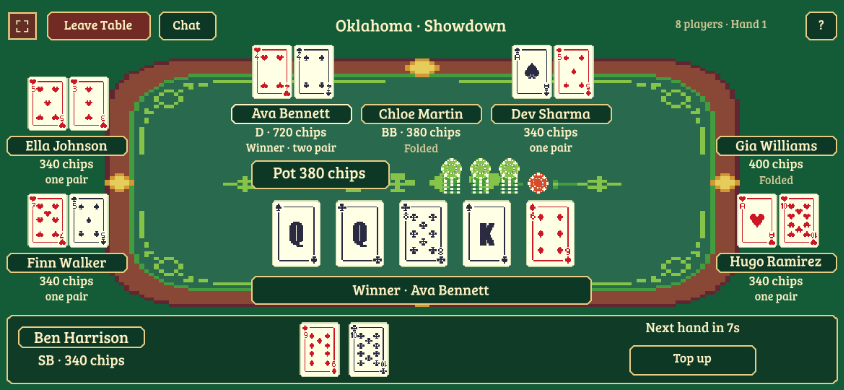 Leave Table
Chat
Oklahoma · Showdown
8 players · Hand 1
?
Ava Bennett
D · 720 chips
Winner · two pair
Chloe Martin
BB · 380 chips
Folded
Dev Sharma
340 chips
one pair
Ella Johnson
340 chips
one pair
Gia Williams
400 chips
Folded
Pot 380 chips
Finn Walker
340 chips
one pair
Q
Q
K
Hugo Ramirez
340 chips
one pair
Winner · Ava Bennett
Ben Harrison
SB · 340 chips
Next hand in 7s
Top up